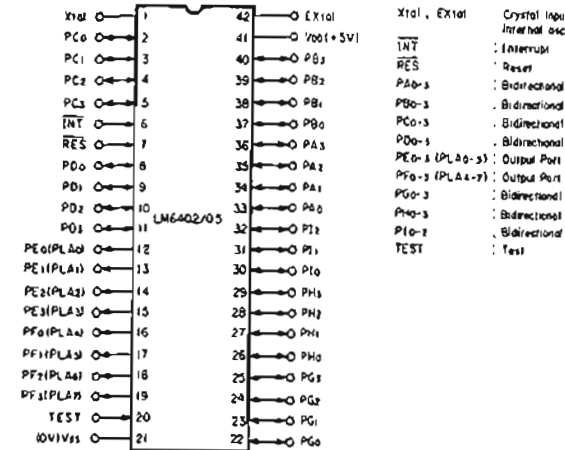 Xtal 1 42 EXtal
PC0 2 41 VDD(+5V)
PC1 3 40 PB3
PC2 4 39 PB2
PC3 5 38 PB1
INT 6 37 PB0
RES 7 36 PA3
PD0 8 35 PA2
PD1 9 34 PA1
PD2 10 33 PA0
PD3 11 32 PI2
LM6402/05
PE0(PLA0) 12 31 PI1
PE1(PLA1) 13 30 PI0
PE2(PLA2) 14 29 PH3
PE3(PLA3) 15 28 PH2
PF0(PLA4) 16 27 PH1
PF1(PLA5) 17 26 PH0
PF2(PLA6) 18 25 PG3
PF3(PLA7) 19 24 PG2
TEST 20 23 PG1
(0V)Vss 21 22 PG0
Xtal, EXtal Crystal Inpu
Internal osc
INT : Interrupt
RES : Reset
PA0-3 : Bidirectional
PB0-3 : Bidirectional
PC0-3 : Bidirectional
PD0-3 : Bidirectional
PE0-3 (PLA0-3) : Output Port
PF0-3 (PLA4-7) : Output Port
PG0-3 : Bidirectional
PH0-3 : Bidirectional
PI0-2 : Bidirectional
TEST : Test